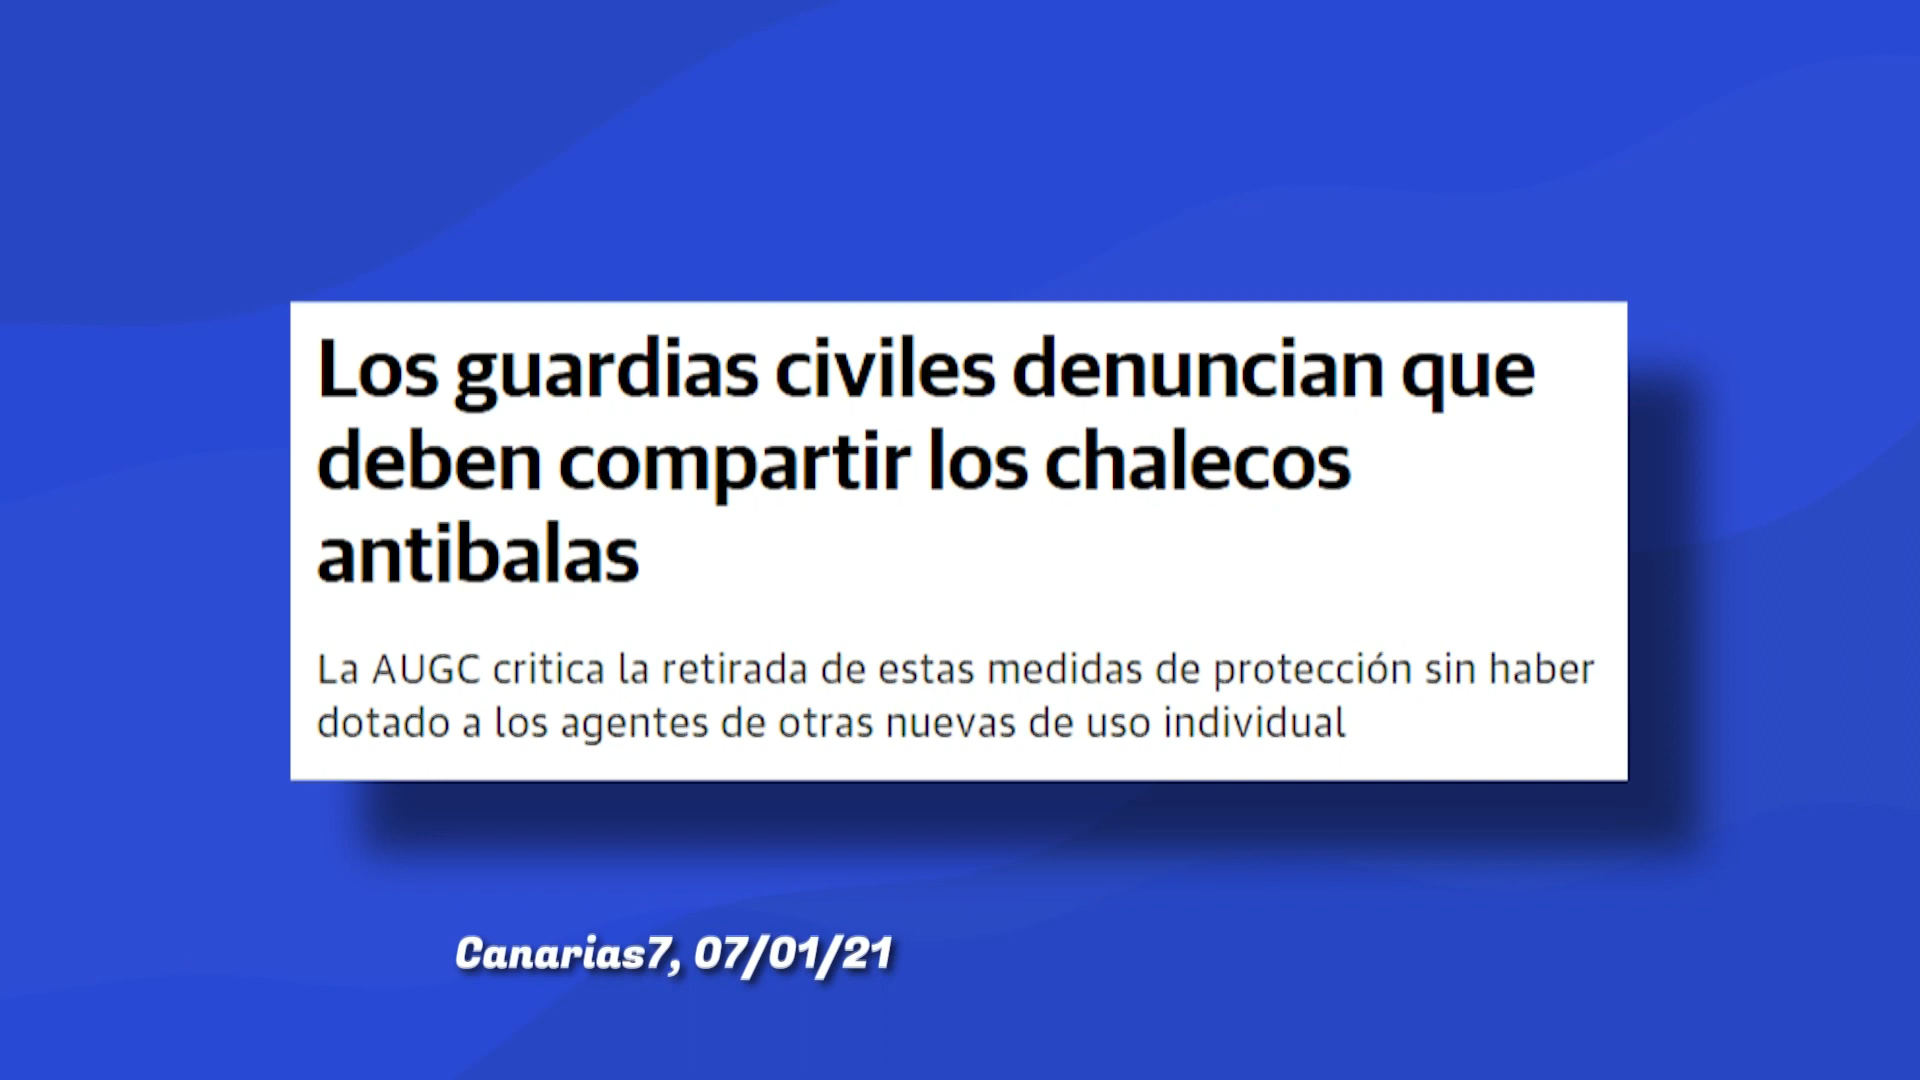 Los guardias civiles denuncian que
deben compartir los chalecos
antibalas
La AUGC critica la retirada de estas medidas de protección sin haber
dotado a los agentes de otras nuevas de uso individual
Canarias7, 07/01/21